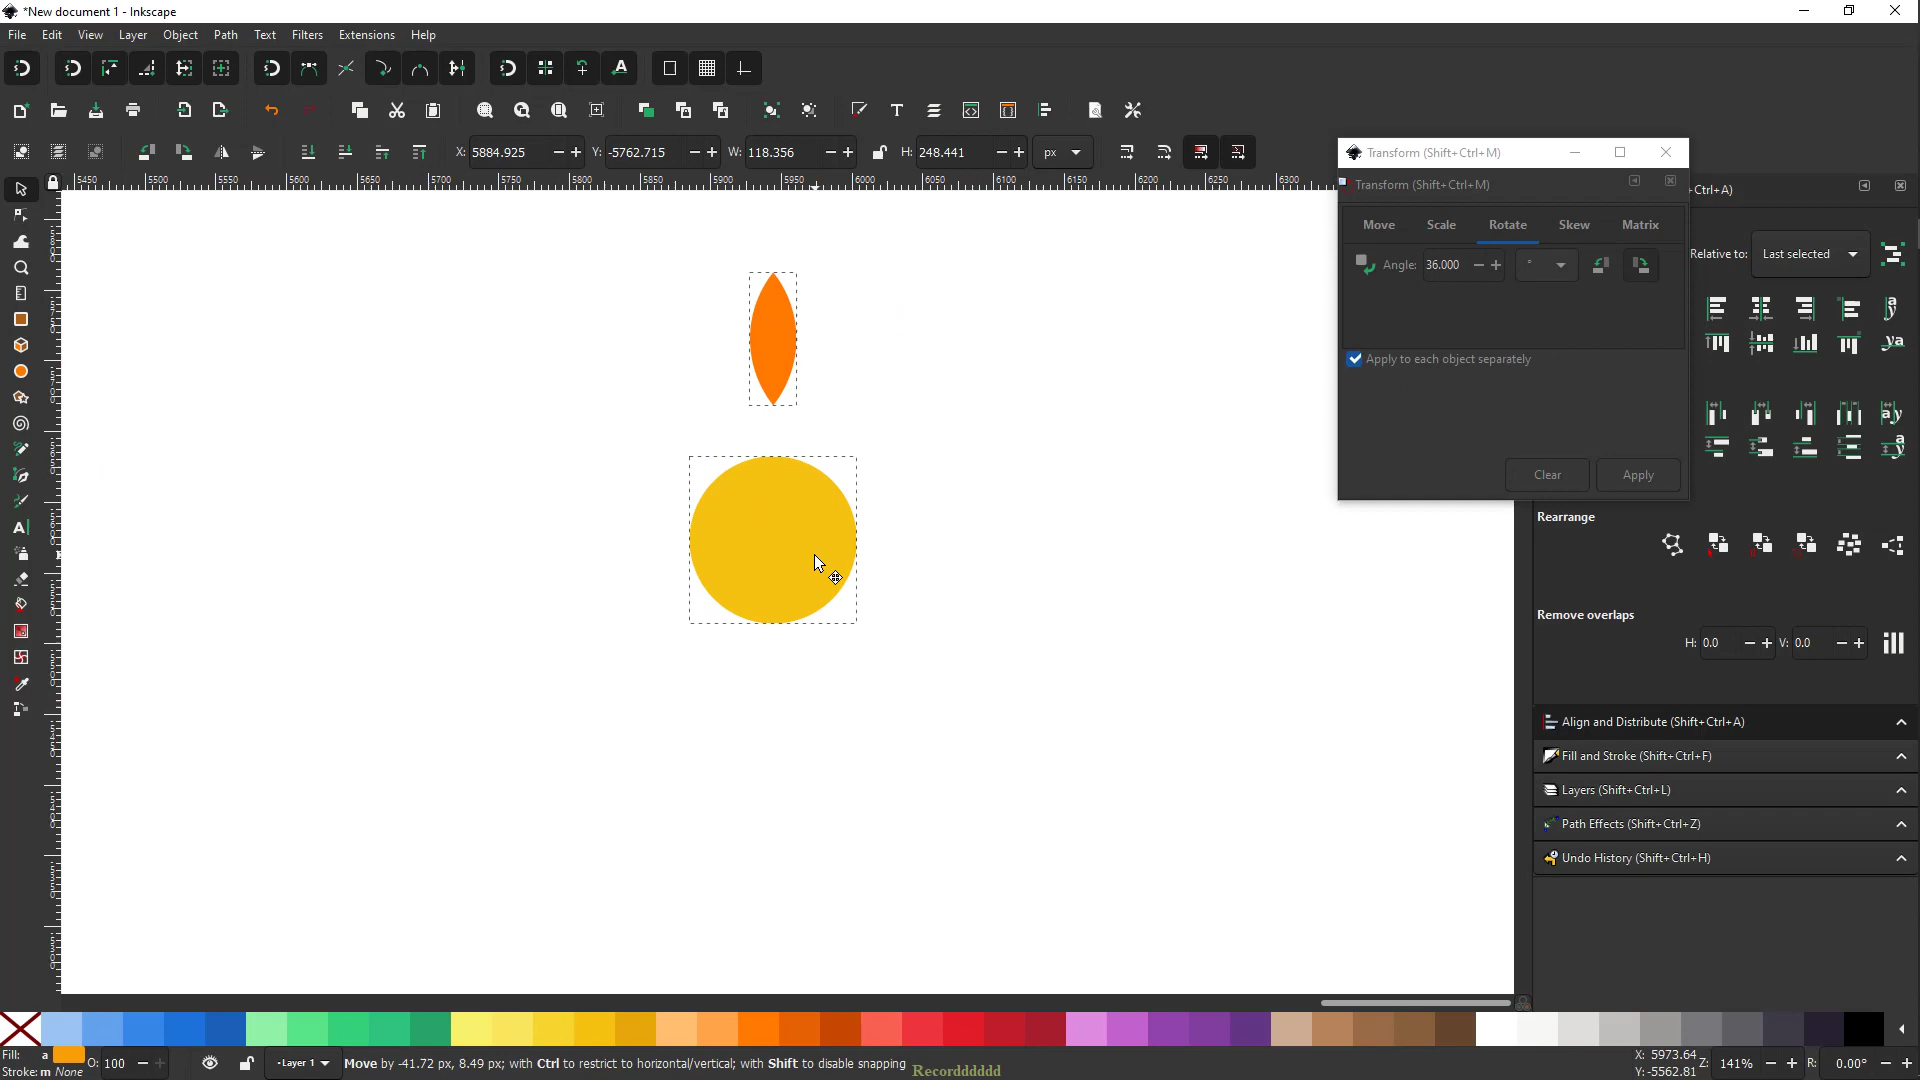 *New document 1 - Inkscape
File Edit View Layer Object Path Text Filters Extensions Help
X: 5884.925 Y: -5762.715 W: 118.356 H: 248.441 px
5450 5500 5550 5600 5650 5700 5750 5800 5850 5900 5950 6000 6050 6100 6150 6200 6250 6300
Transform (Shift+Ctrl+M)
Transform (Shift+Ctrl+M)
Ctrl+A)
Move Scale Rotate Skew Matrix
Relative to: Last selected
Angle: 36.000 °
Apply to each object separately
Clear Apply
Rearrange
Remove overlaps
H: 0.0 V: 0.0
Align and Distribute (Shift+Ctrl+A)
Fill and Stroke (Shift+Ctrl+F)
Layers (Shift+Ctrl+L)
Path Effects (Shift+Ctrl+Z)
Undo History (Shift+Ctrl+H)
Fill: a O: 100 Layer 1 Move by -41.72 px, 8.49 px; with Ctrl to restrict to horizontal/vertical; with Shift to disable snapping
Stroke: m None
Recordddddd
X: 5973.64 Z: 141% R: 0.00°
Y: -5562.81